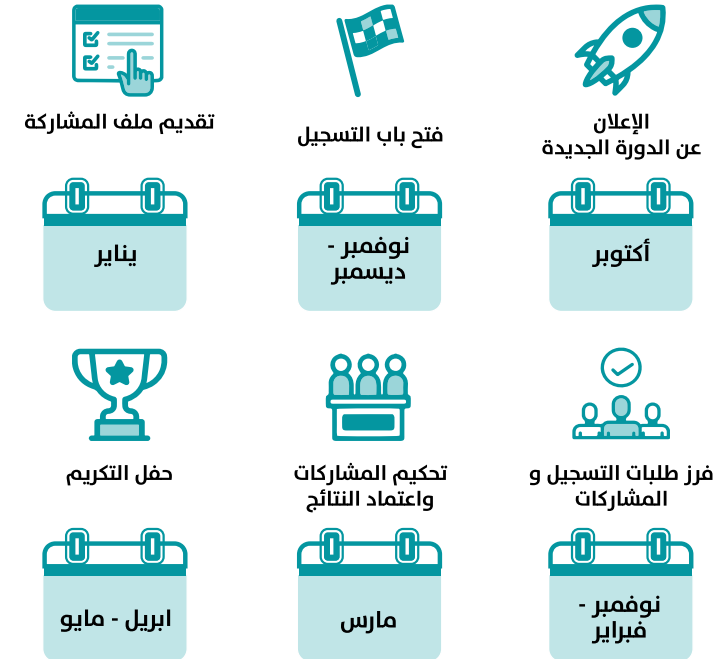 الإعلان
عن الدورة الجديدة
أكتوبر
فتح باب التسجيل
نوفمبر -
ديسمبر
تقديم ملف المشاركة
يناير
فرز طلبات التسجيل و
المشاركات
نوفمبر -
فبراير
تحكيم المشاركات
واعتماد النتائج
مارس
حفل التكريم
ابريل - مايو